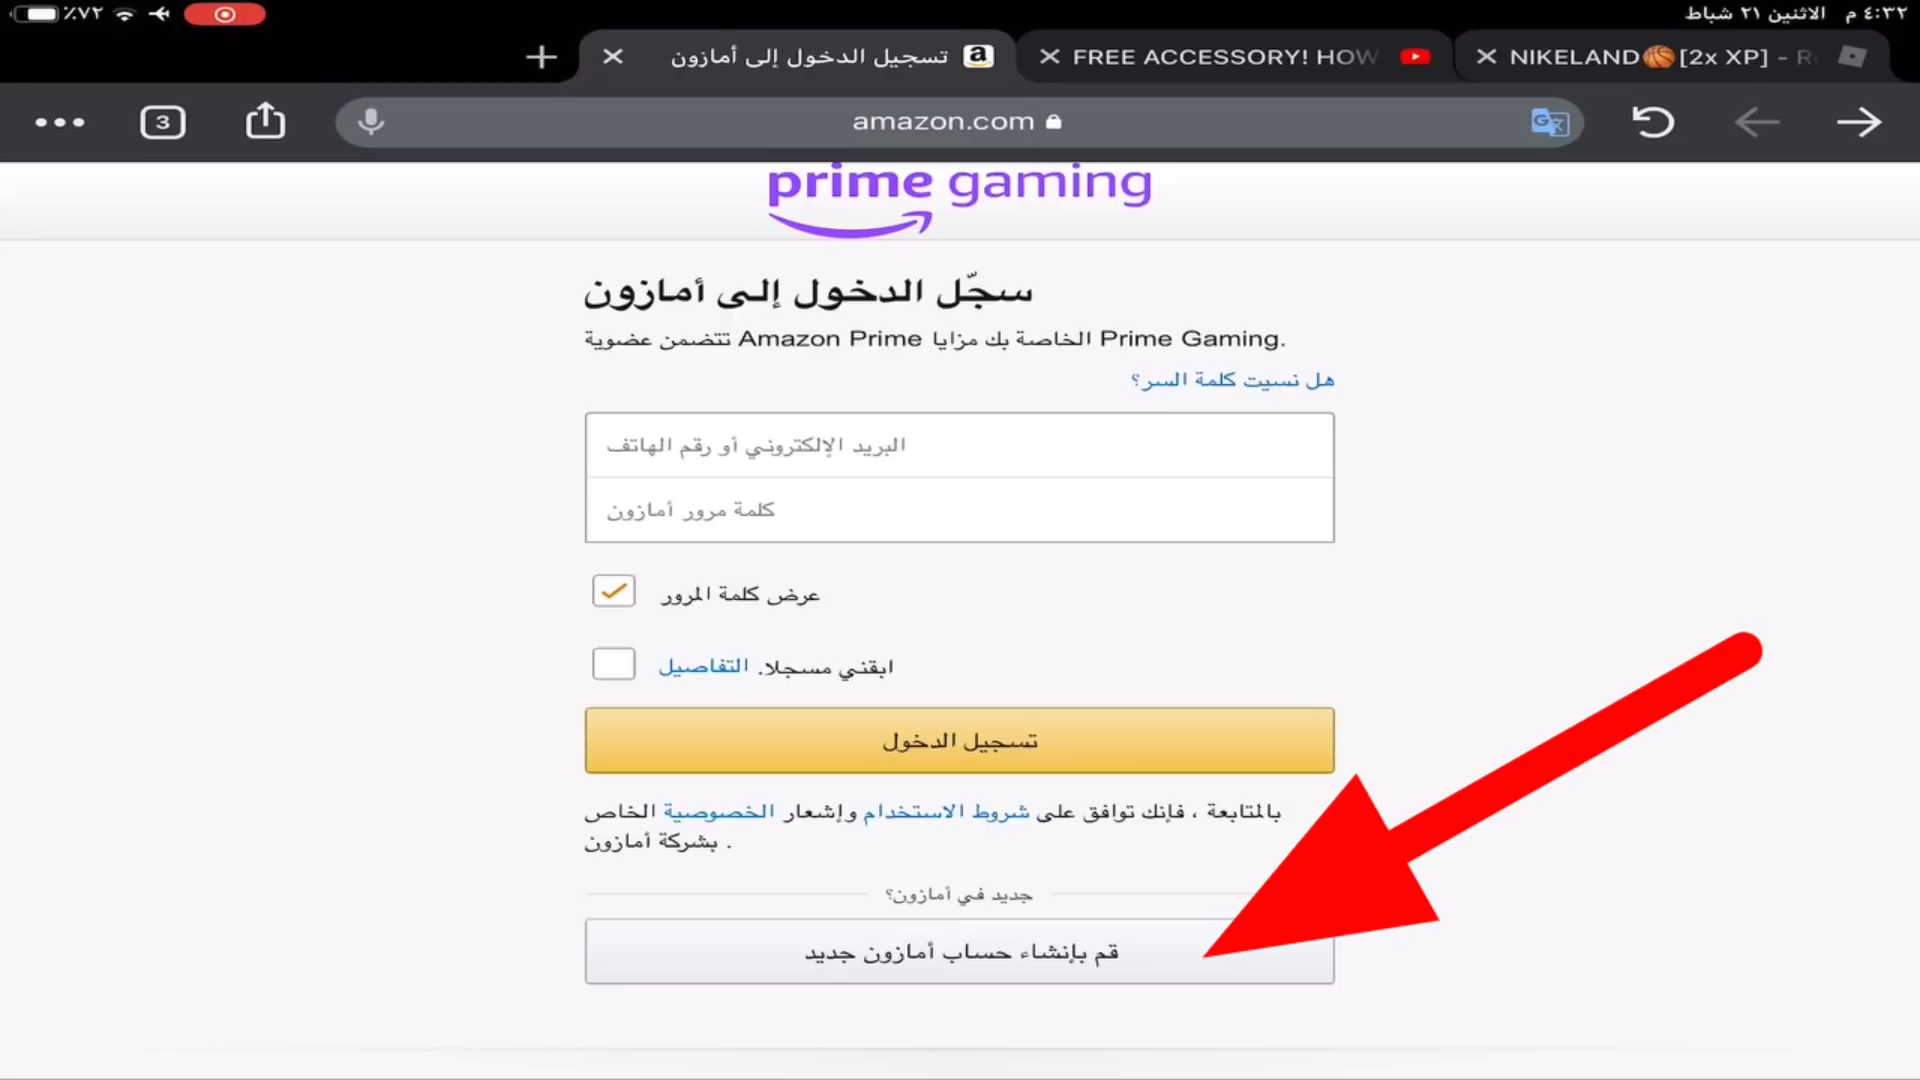 ٤:٣٢ م الاثنين ٢١ شباط
٪٧٢
NIKELAND🏀[2x XP] - R
FREE ACCESSORY! HOW
تسجيل الدخول إلى أمازون
3
amazon.com
prime gaming
سجّل الدخول إلى أمازون
تتضمن عضوية Amazon Prime الخاصة بك مزايا Prime Gaming.
هل نسيت كلمة السر؟
البريد الإلكتروني أو رقم الهاتف
كلمة مرور أمازون
عرض كلمة المرور
ابقني مسجلا. التفاصيل
تسجيل الدخول
بالمتابعة ، فإنك توافق على شروط الاستخدام وإشعار الخصوصية الخاص
بشركة أمازون .
جديد في أمازون؟
قم بإنشاء حساب أمازون جديد